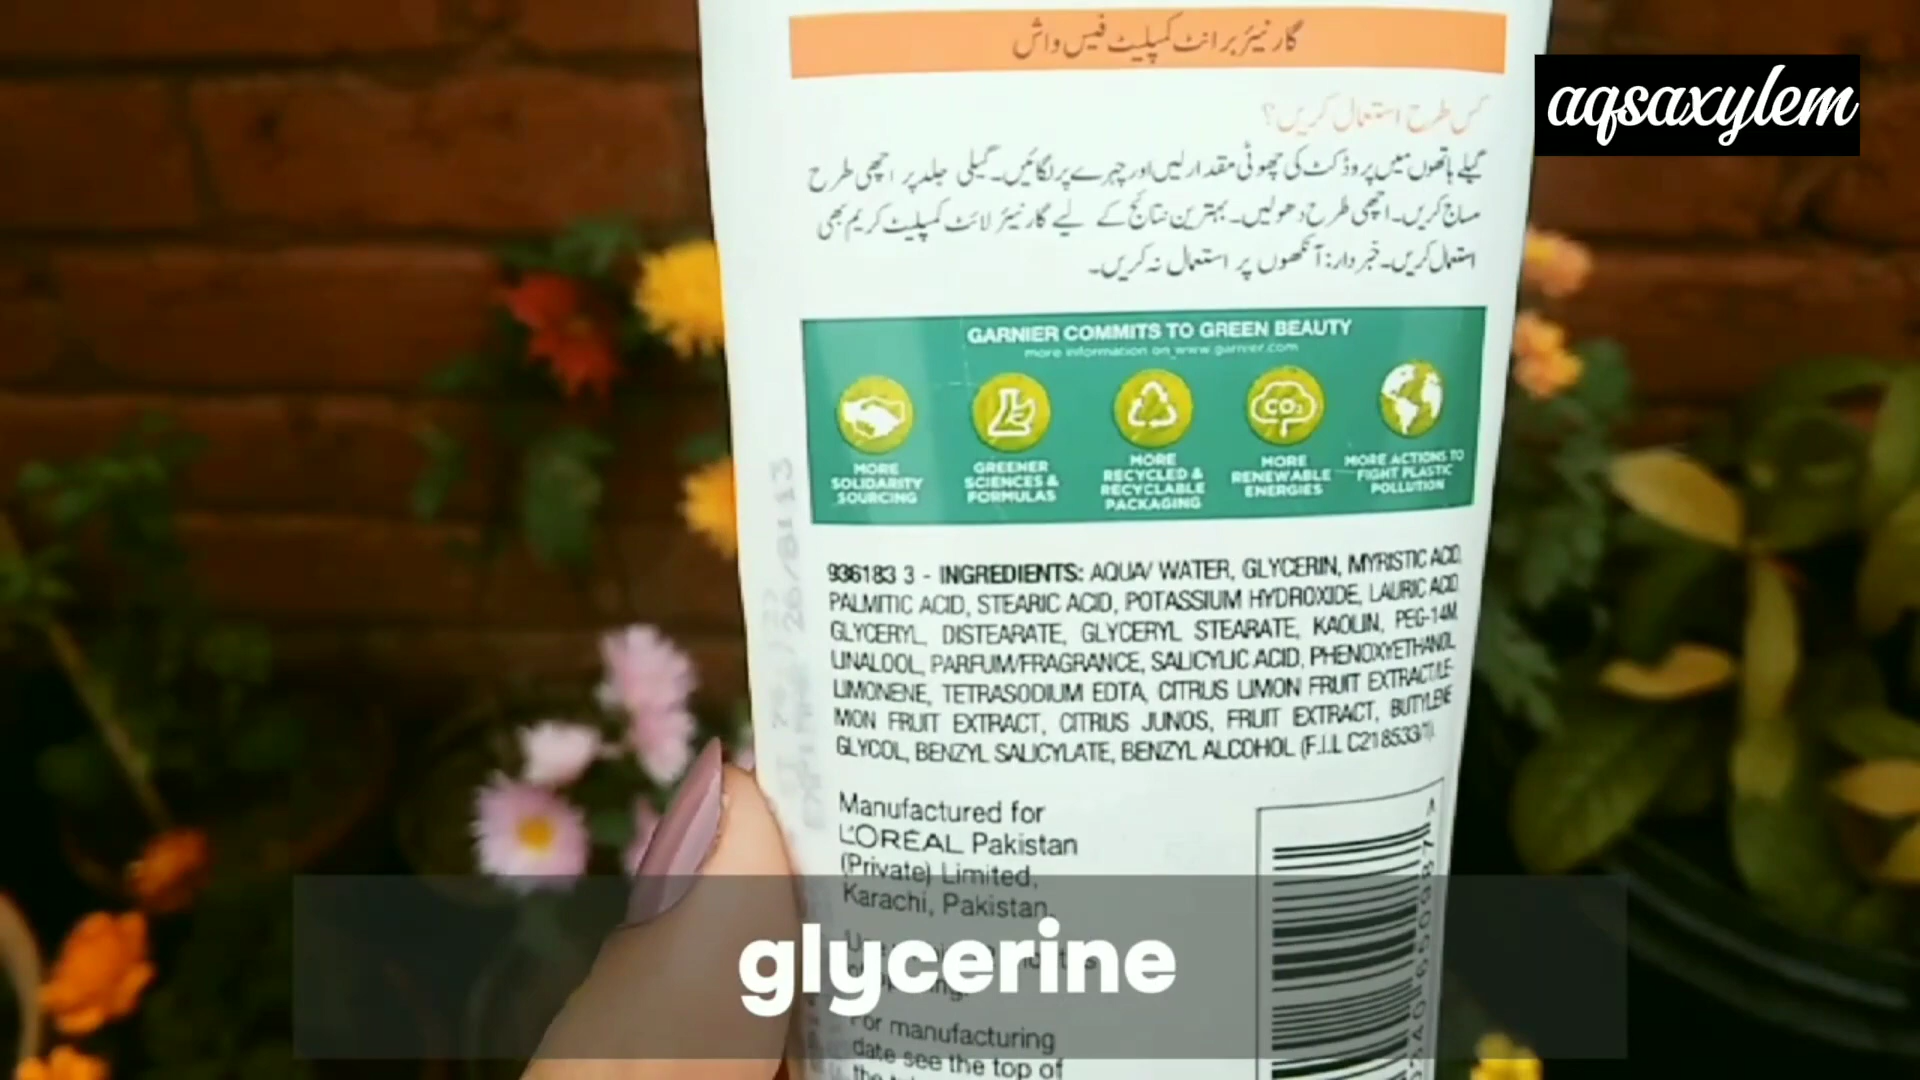 گارنیئر برائٹ کمپلیٹ فیس واش
aqsaxylem
کس طرح استعمال کریں؟
گیلے ہاتھوں میں پروڈکٹ کی چھوٹی مقدار لیں اور چہرے پر لگائیں۔ گیلی جلد پر اچھی طرح
مساج کریں۔ اچھی طرح دھولیں۔ بہترین نتائج کے لیے گارنیئر لائٹ کمپلیٹ کریم بھی
استعمال کریں۔ خبردار: آنکھوں پر استعمال نہ کریں۔
GARNIER COMMITS TO GREEN BEAUTY
more information on www.garnier.com
CO2
MORE SOLIDARITY SOURCING
GREENER SCIENCES & FORMULAS
MORE RECYCLED & RECYCLABLE PACKAGING
MORE RENEWABLE ENERGIES
MORE ACTIONS TO FIGHT PLASTIC POLLUTION
936183 3 - INGREDIENTS: AQUA/ WATER, GLYCERIN, MYRISTIC ACID,
PALMITIC ACID, STEARIC ACID, POTASSIUM HYDROXIDE, LAURIC ACID
GLYCERYL, DISTEARATE, GLYCERYL STEARATE, KAOLIN, PEG-14M,
LINALOOL, PARFUM/FRAGRANCE, SALICYLIC ACID, PHENOXYETHANOL,
LIMONENE, TETRASODIUM EDTA, CITRUS LIMON FRUIT EXTRACT/LE-
MON FRUIT EXTRACT, CITRUS JUNOS, FRUIT EXTRACT, BUTYLENE
GLYCOL, BENZYL SALICYLATE, BENZYL ALCOHOL (F.I.L C218533/1).
Manufactured for
L'ORÉAL Pakistan
(Private) Limited,
Karachi, Pakistan.
glycerine
For manufacturing
date see the top of